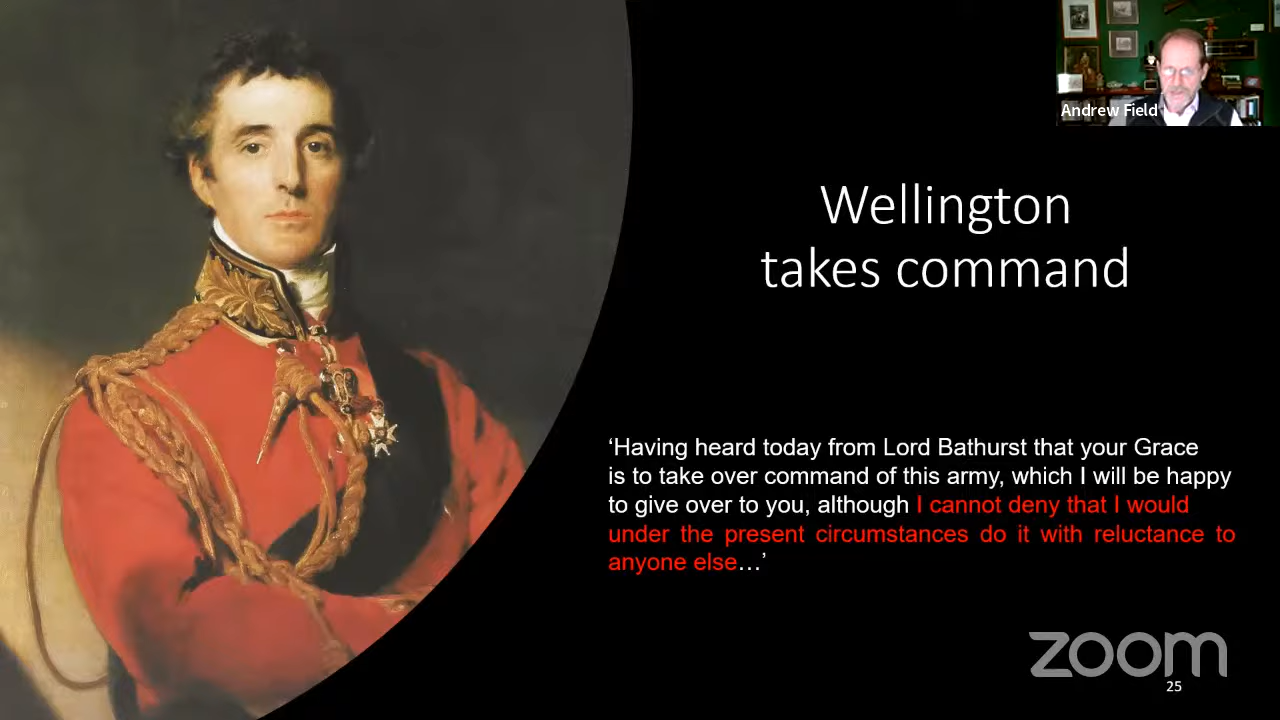 Andrew Field
Wellington
takes command
‘Having heard today from Lord Bathurst that your Grace
is to take over command of this army, which I will be happy
to give over to you, although I cannot deny that I would
under the present circumstances do it with reluctance to
anyone else…’
zoom
25